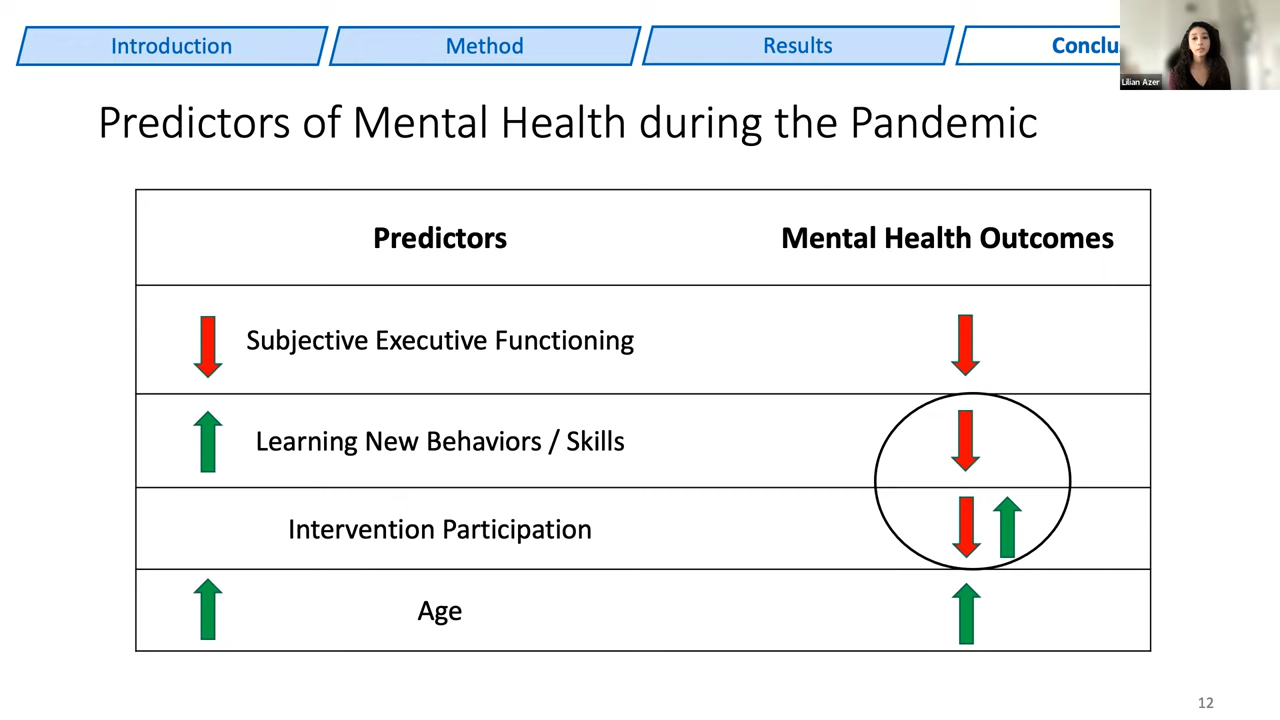 Introduction
Method
Results
Conclu
Lilian Azer
Predictors of Mental Health during the Pandemic
Predictors
Mental Health Outcomes
Subjective Executive Functioning
Learning New Behaviors / Skills
Intervention Participation
Age
12